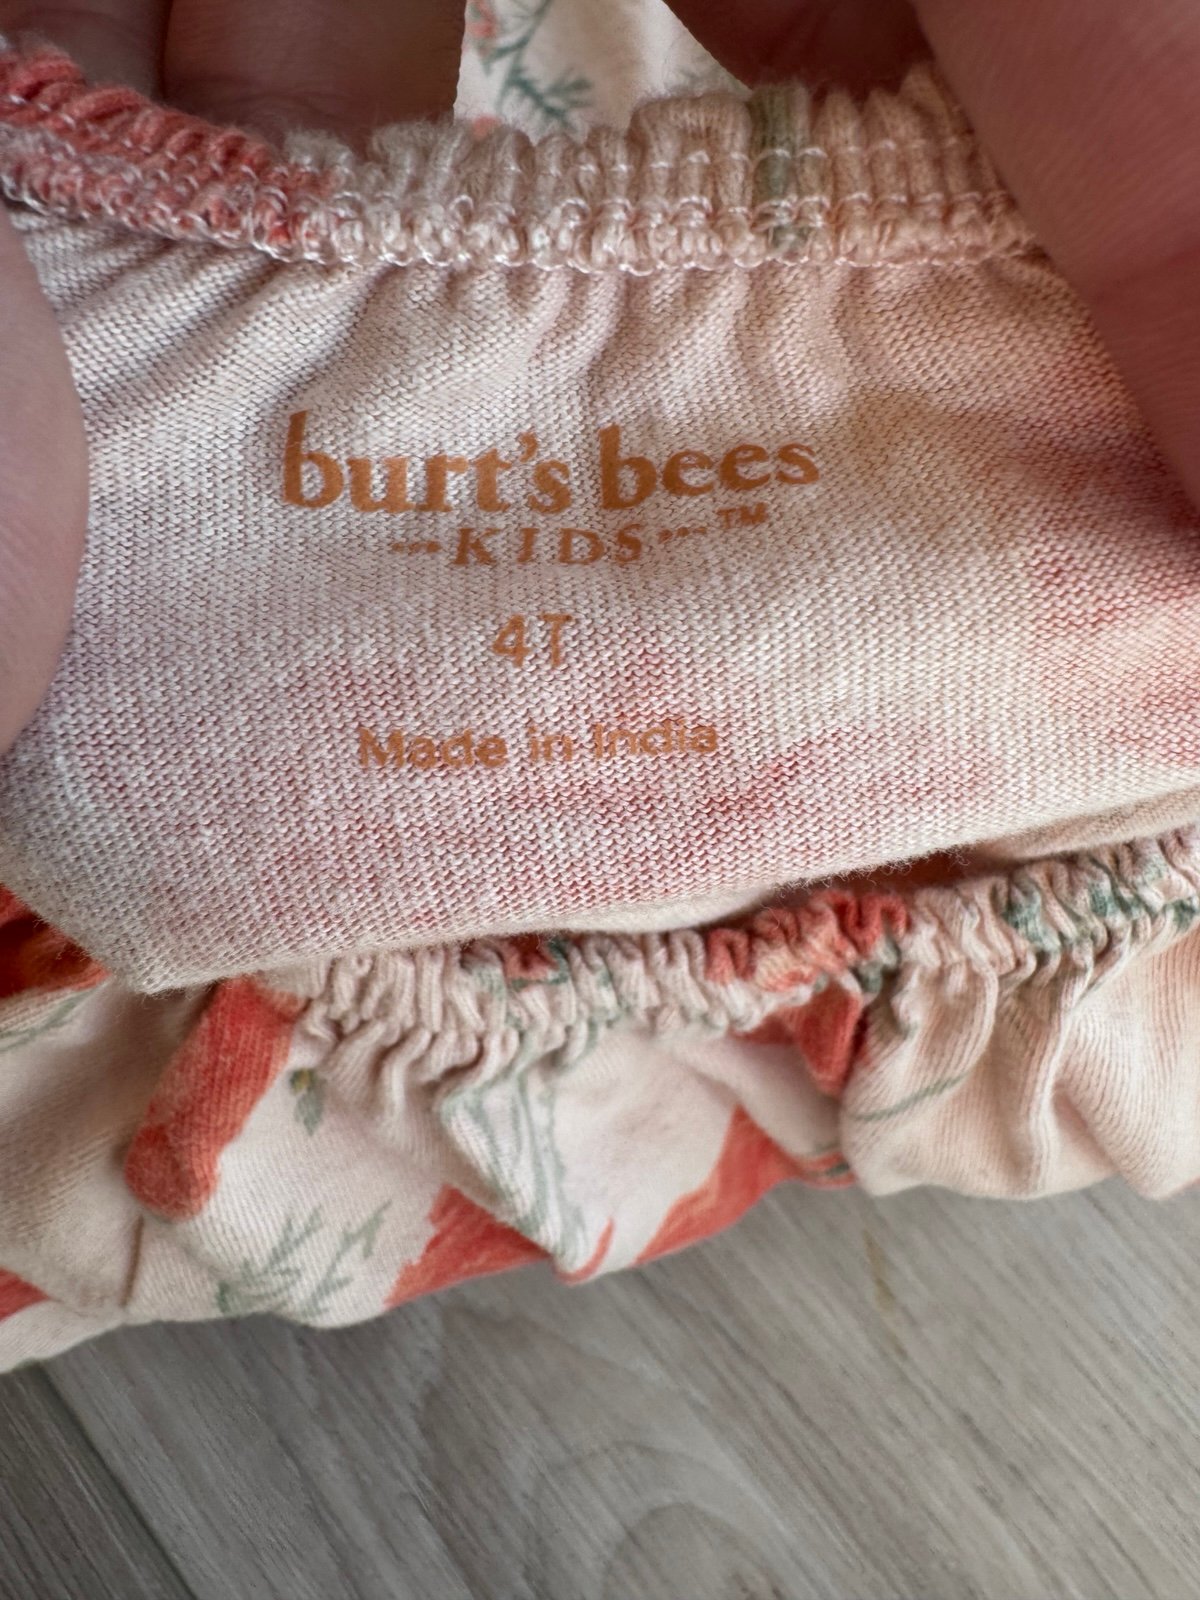 burt's bees
KIDS™
4T
Made in India